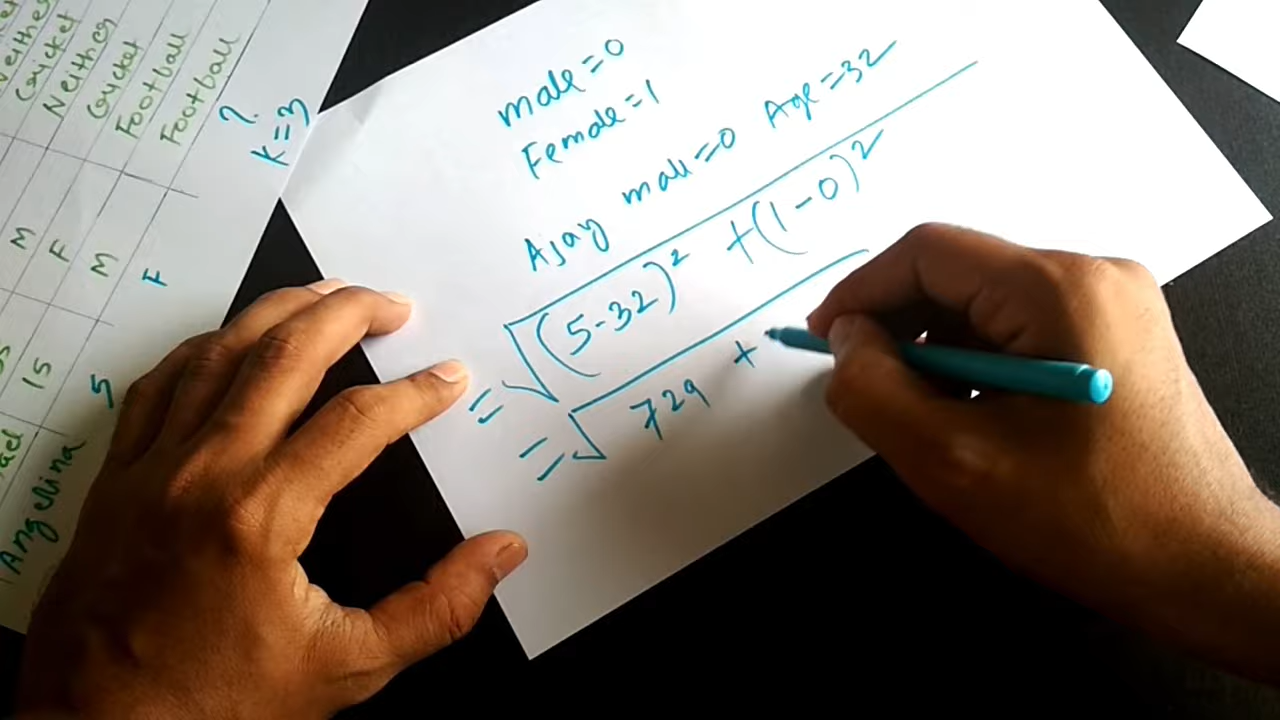 Cricket
Neither
Cricket
Football
Football
?
k=3
M
F
M
F
15
5
Angelina
male=0
Female=1
Ajay male=0 Age=32
=√(5-32)² +(1-0)²
=√729 +